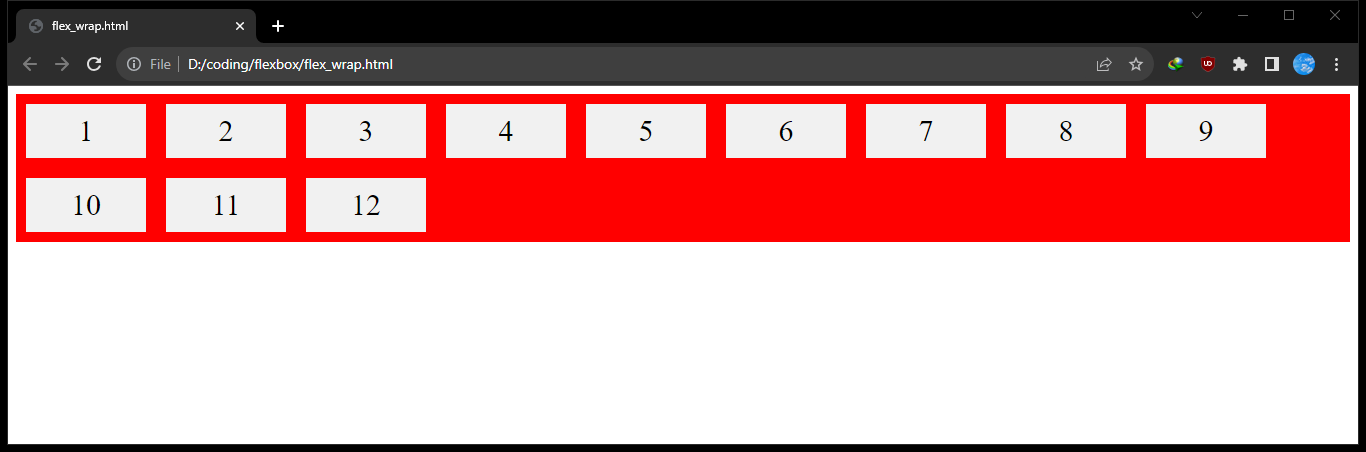 flex_wrap.html
File D:/coding/flexbox/flex_wrap.html
1 2 3 4 5 6 7 8 9
10 11 12